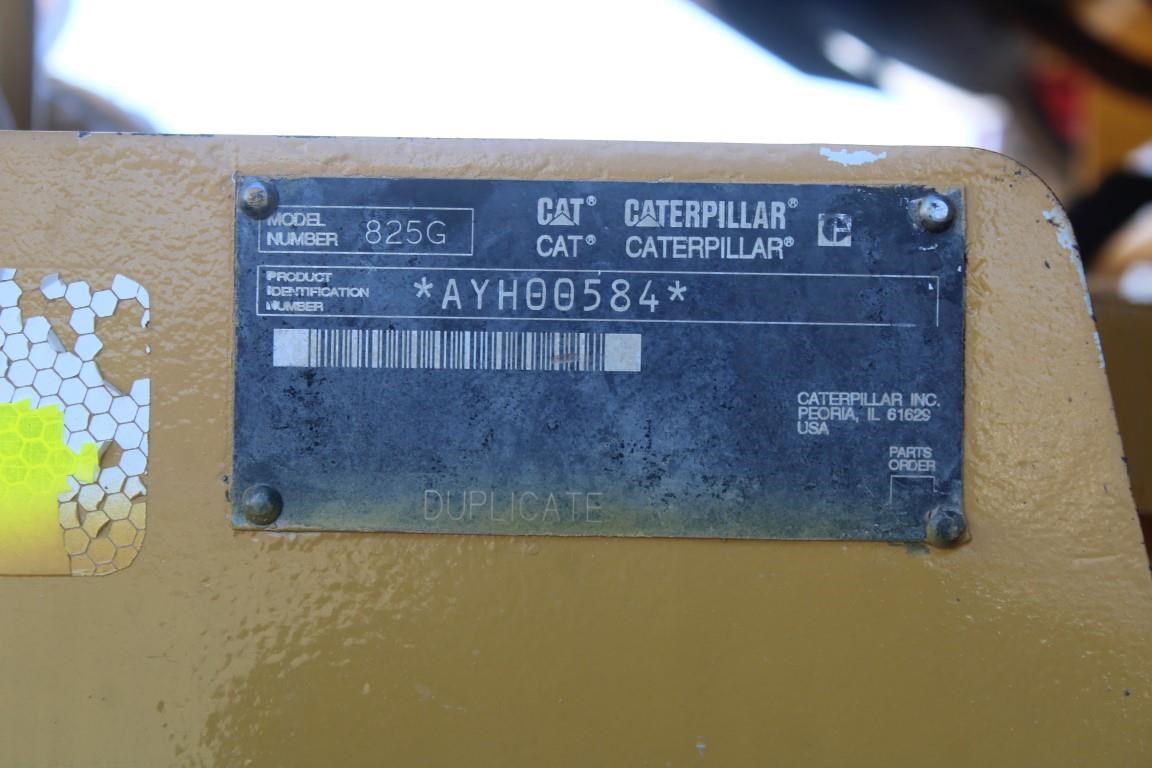 MODEL
NUMBER 825G
CAT® CATERPILLAR®
CAT® CATERPILLAR®
PRODUCT
IDENTIFICATION
NUMBER
*AYH00584*
CATERPILLAR INC.
PEORIA, IL 61629
USA
PARTS
ORDER
DUPLICATE